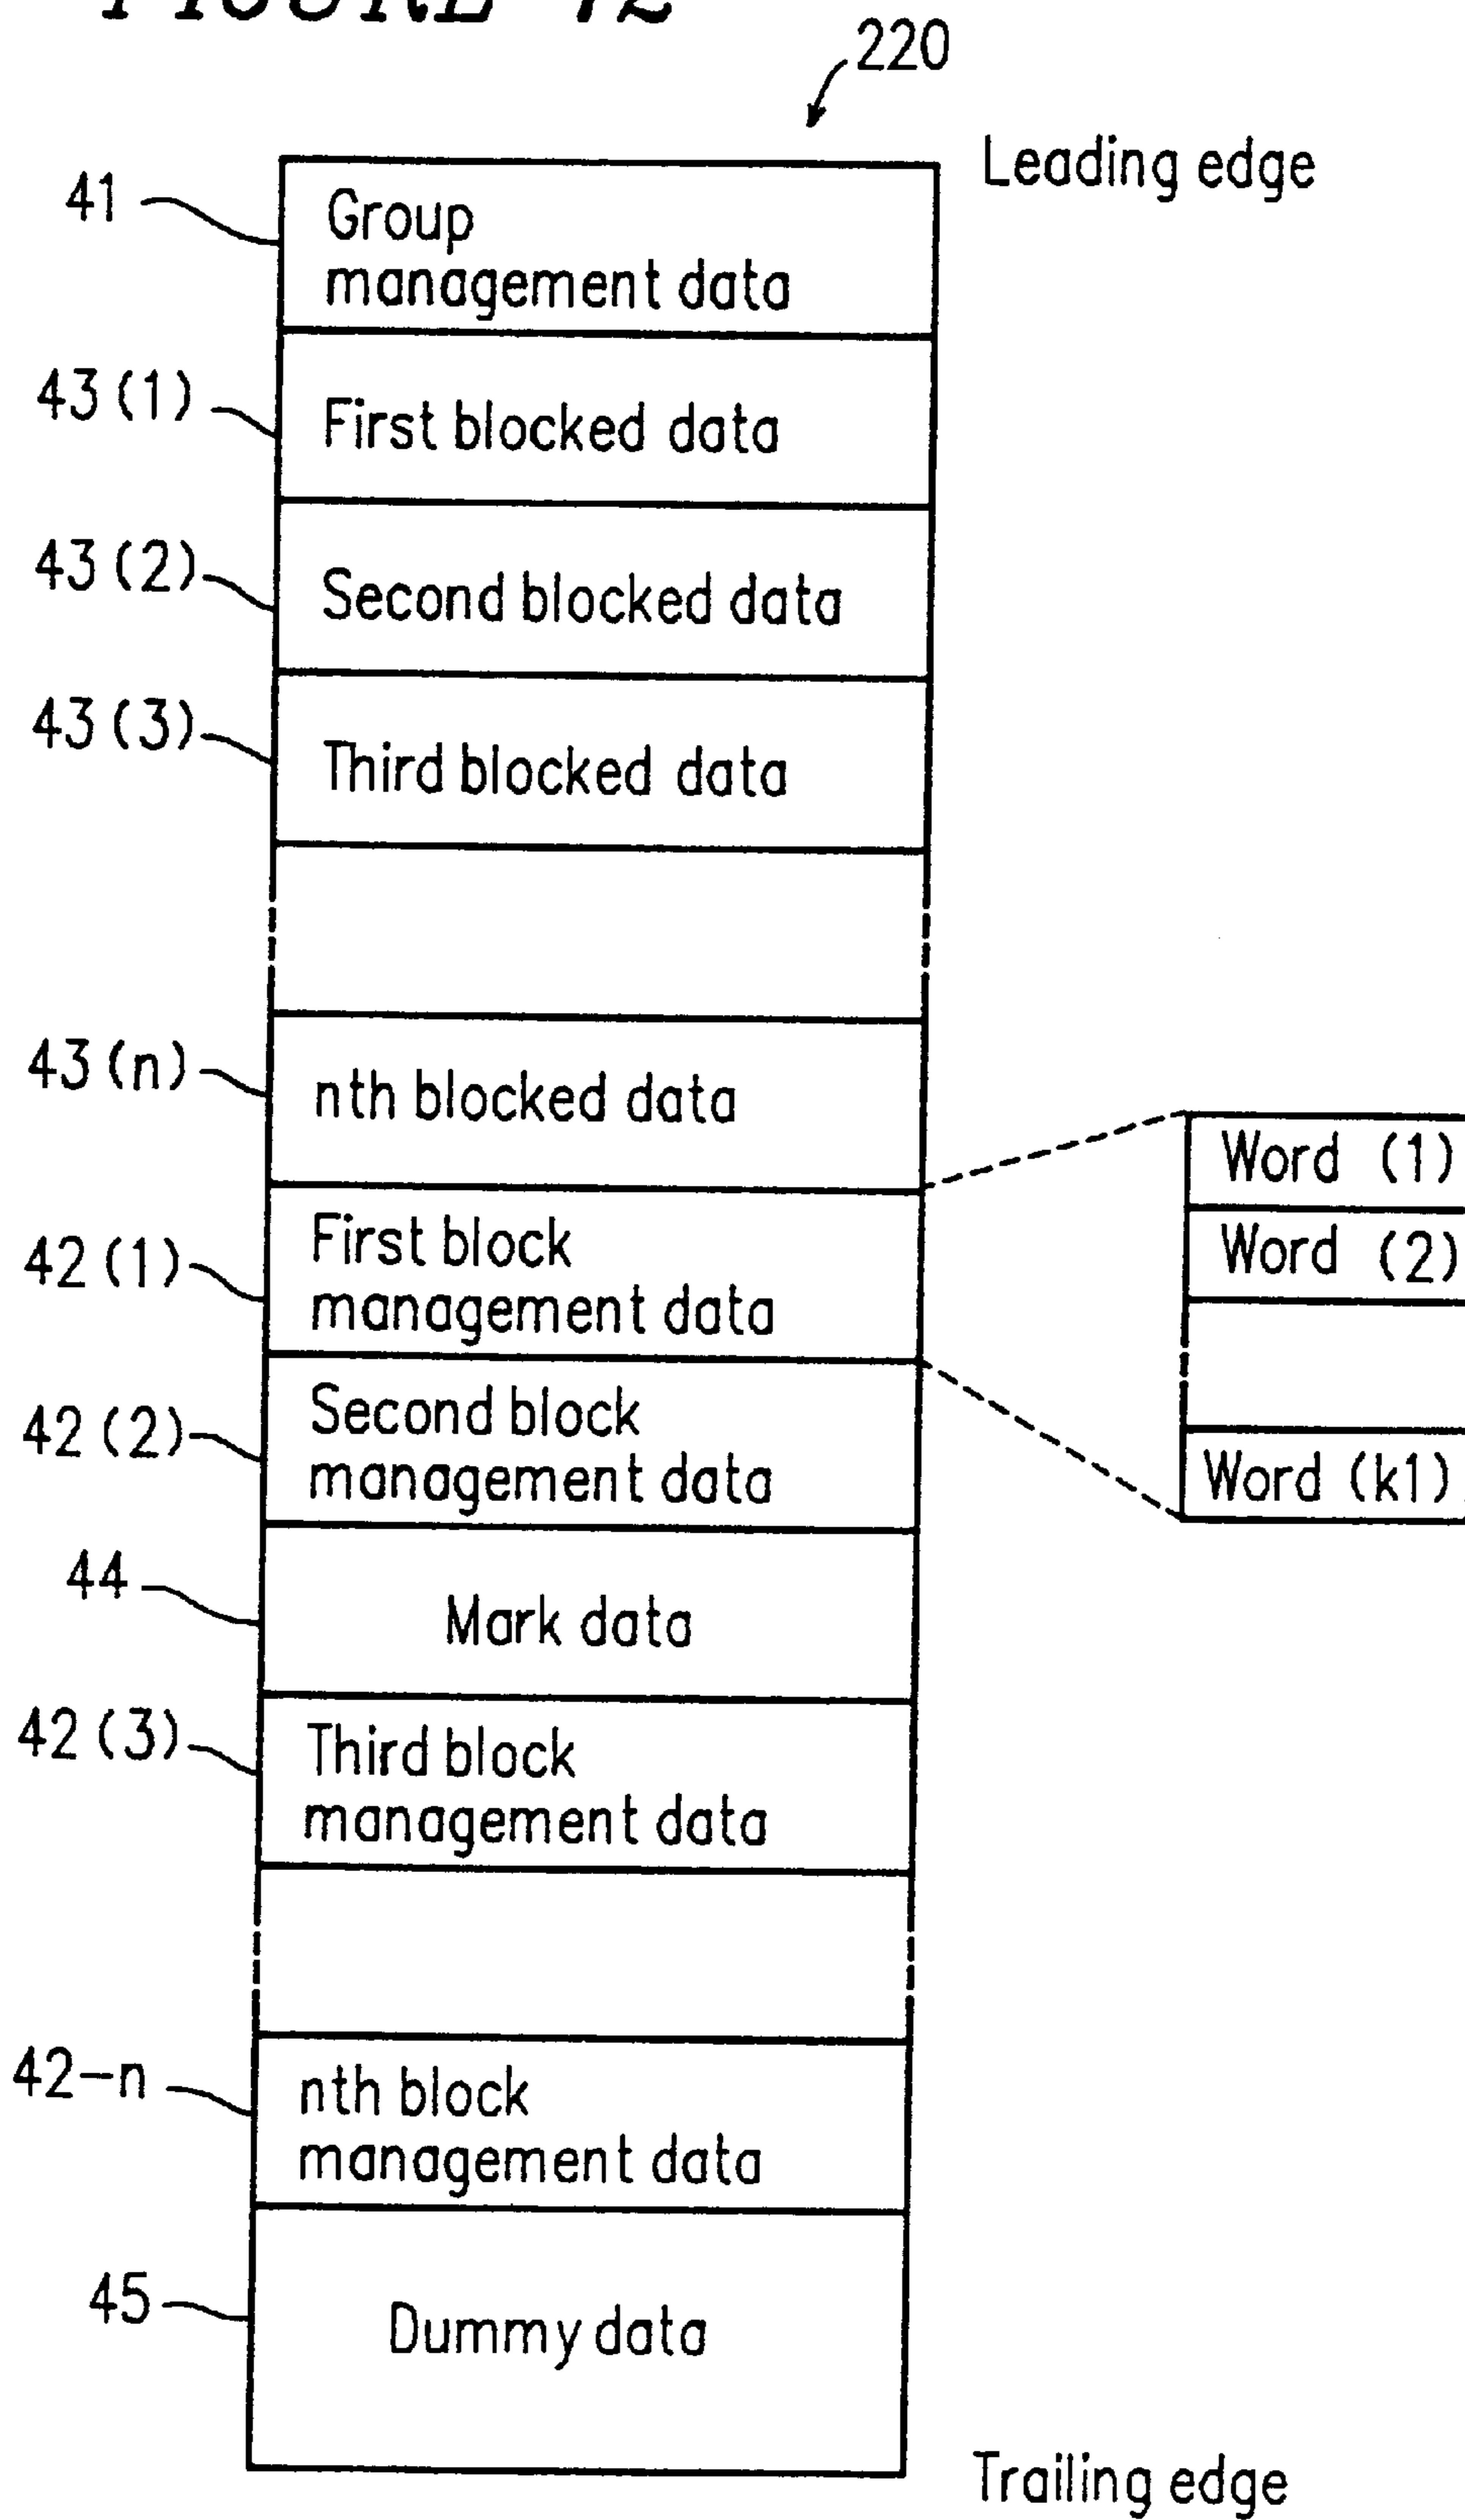 FIGURE 12
220
Leading edge
41
Group
management data
43(1)
First blocked data
43(2)
Second blocked data
43(3)
Third blocked data
43(n)
nth blocked data
Word (1)
Word (2)
Word (k1)
42(1)
First block
management data
42(2)
Second block
management data
44
Mark data
42(3)
Third block
management data
42-n
nth block
management data
45
Dummy data
Trailing edge